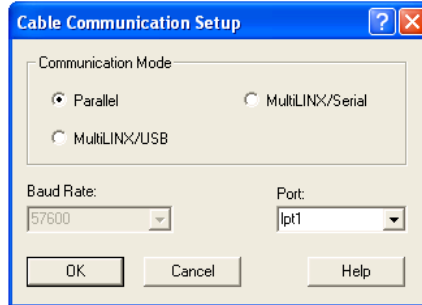 Cable Communication Setup
Communication Mode
Parallel MultiLINX/Serial
MultiLINX/USB
Baud Rate: Port:
57600 lpt1
OK Cancel Help